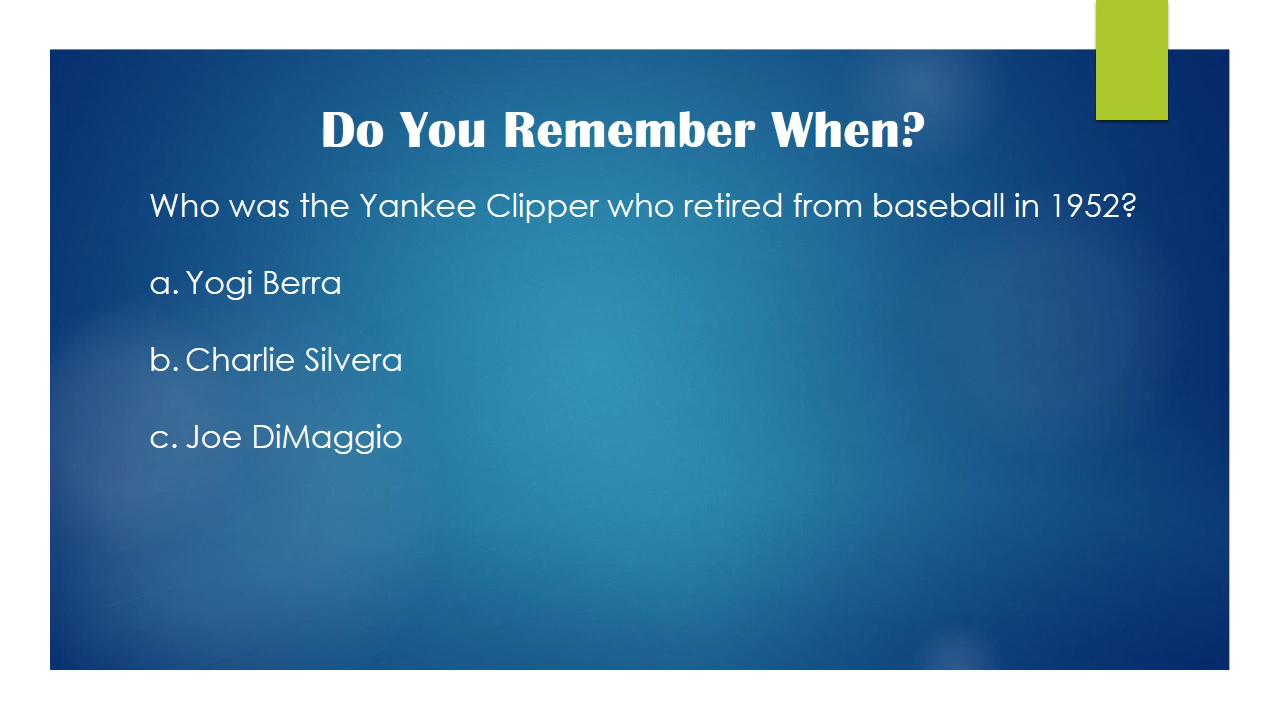 Do You Remember When?
Who was the Yankee Clipper who retired from baseball in 1952?
a. Yogi Berra
b. Charlie Silvera
c. Joe DiMaggio